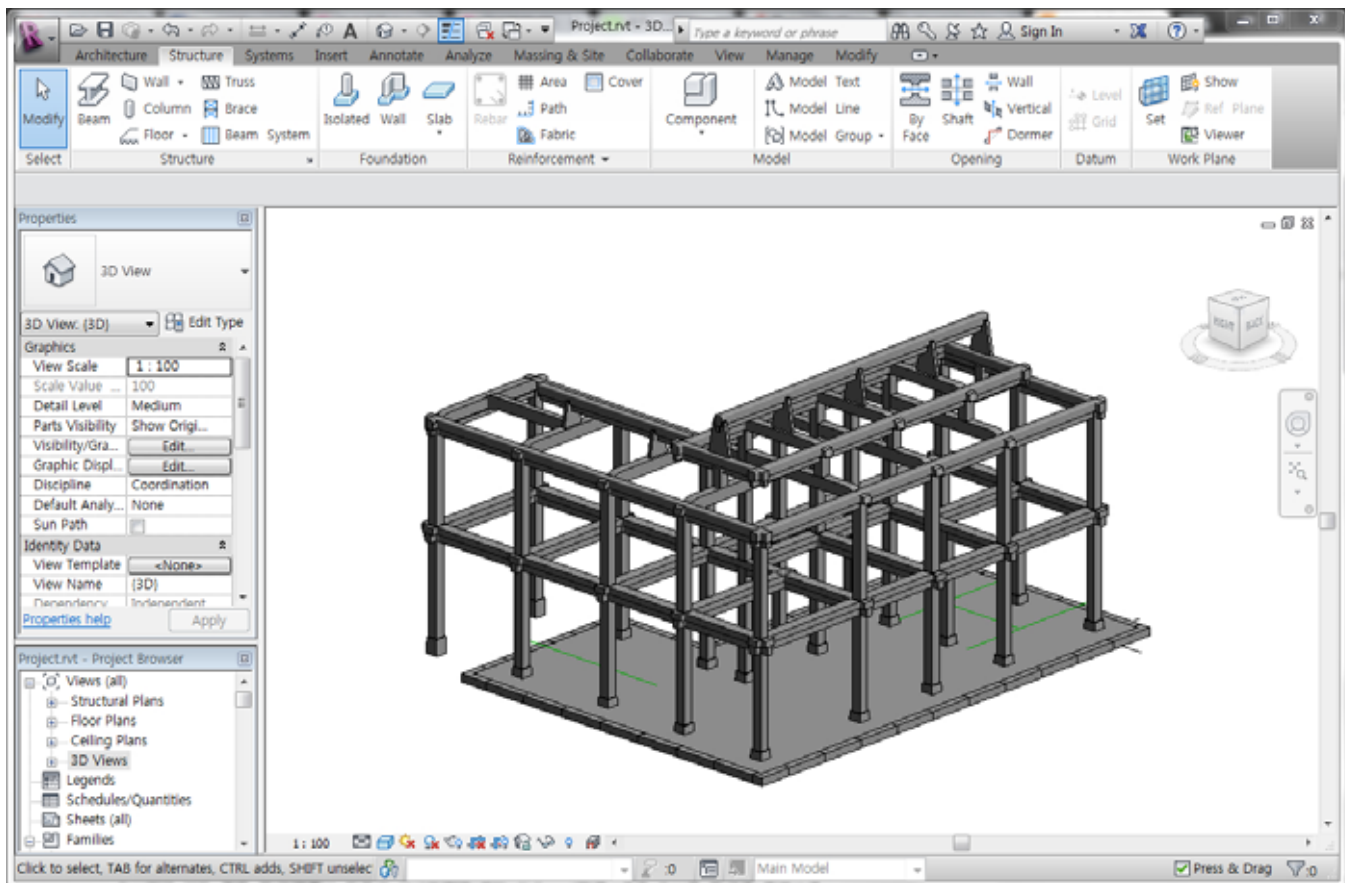 Project.rvt - 3D... Type a keyword or phrase Sign In
Architecture Structure Systems Insert Annotate Analyze Massing & Site Collaborate View Manage Modify
Modify Beam Wall Truss Isolated Wall Slab Rebar Area Cover Component Model Text By Face Shaft Wall Level Set Show
Column Brace Path Model Line Vertical Grid Ref Plane
Floor Beam System Fabric Model Group Dormer Viewer
Select Structure Foundation Reinforcement Model Opening Datum Work Plane
Properties
3D View
3D View: {3D} Edit Type
Graphics
View Scale 1 : 100
Scale Value ... 100
Detail Level Medium
Parts Visibility Show Origi...
Visibility/Gra... Edit...
Graphic Displ... Edit...
Discipline Coordination
Default Analy... None
Sun Path
Identity Data
View Template <None>
View Name {3D}
Dependency Independent
Properties help Apply
Project.rvt - Project Browser
Views (all)
Structural Plans
Floor Plans
Ceiling Plans
3D Views
Legends
Schedules/Quantities
Sheets (all)
Families
RIGHT BACK
1 : 100
Click to select, TAB for alternates, CTRL adds, SHIFT unselec :0 Main Model Press & Drag :0